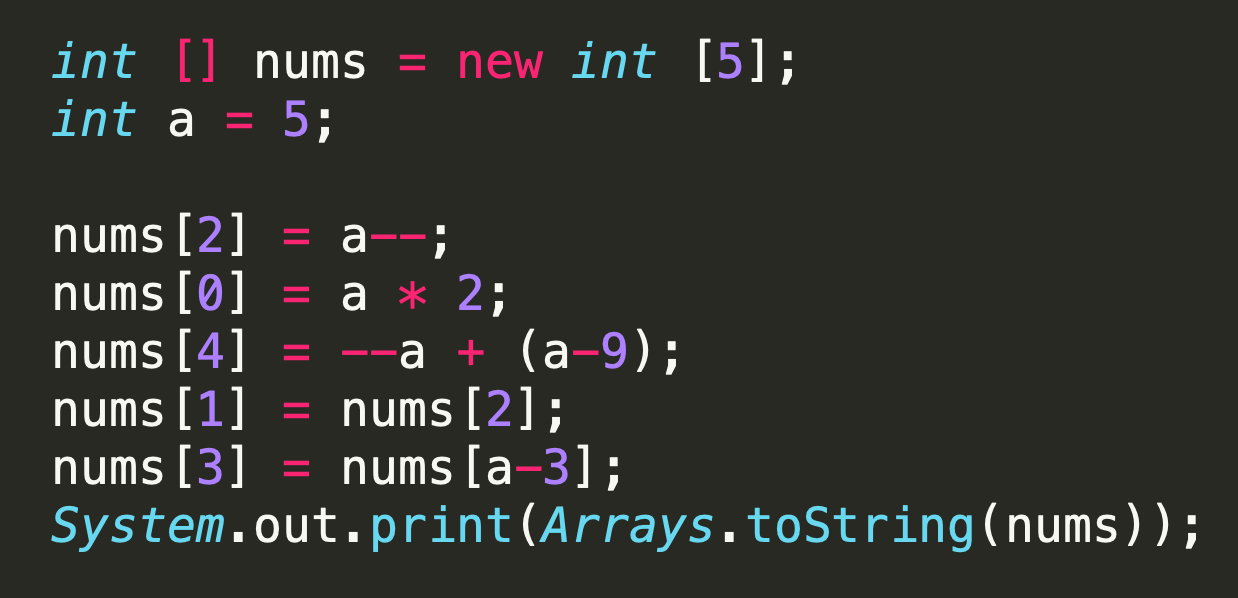 int [] nums = new int [5];
int a = 5;
nums[2] = a--;
nums[0] = a * 2;
nums[4] = --a + (a-9);
nums[1] = nums[2];
nums[3] = nums[a-3];
System.out.print(Arrays.toString(nums));